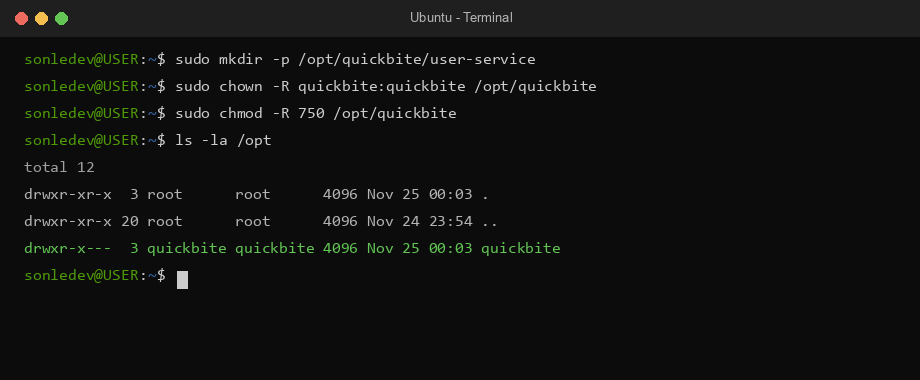 Ubuntu - Terminal
sonledev@USER:~$ sudo mkdir -p /opt/quickbite/user-service
sonledev@USER:~$ sudo chown -R quickbite:quickbite /opt/quickbite
sonledev@USER:~$ sudo chmod -R 750 /opt/quickbite
sonledev@USER:~$ ls -la /opt
total 12
drwxr-xr-x  3 root      root      4096 Nov 25 00:03 .
drwxr-xr-x 20 root      root      4096 Nov 24 23:54 ..
drwxr-x---  3 quickbite quickbite 4096 Nov 25 00:03 quickbite
sonledev@USER:~$